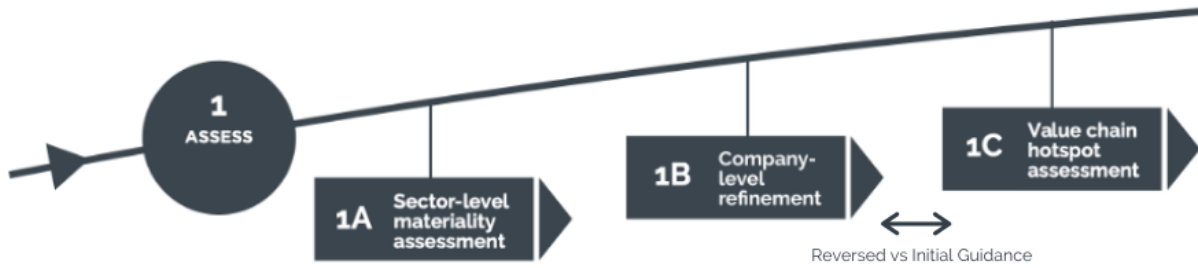 1
ASSESS
1A
Sector-level
materiality
assessment
1B
Company-
level
refinement
1C
Value chain
hotspot
assessment
Reversed vs Initial Guidance